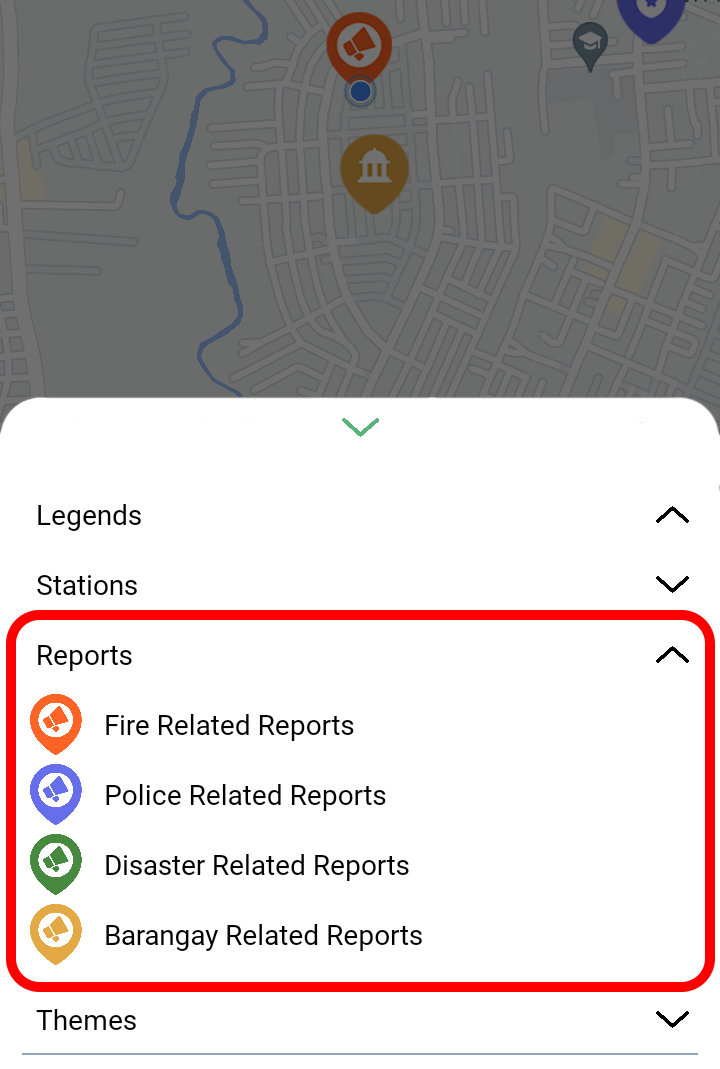 Legends
Stations
Reports
Fire Related Reports
Police Related Reports
Disaster Related Reports
Barangay Related Reports
Themes